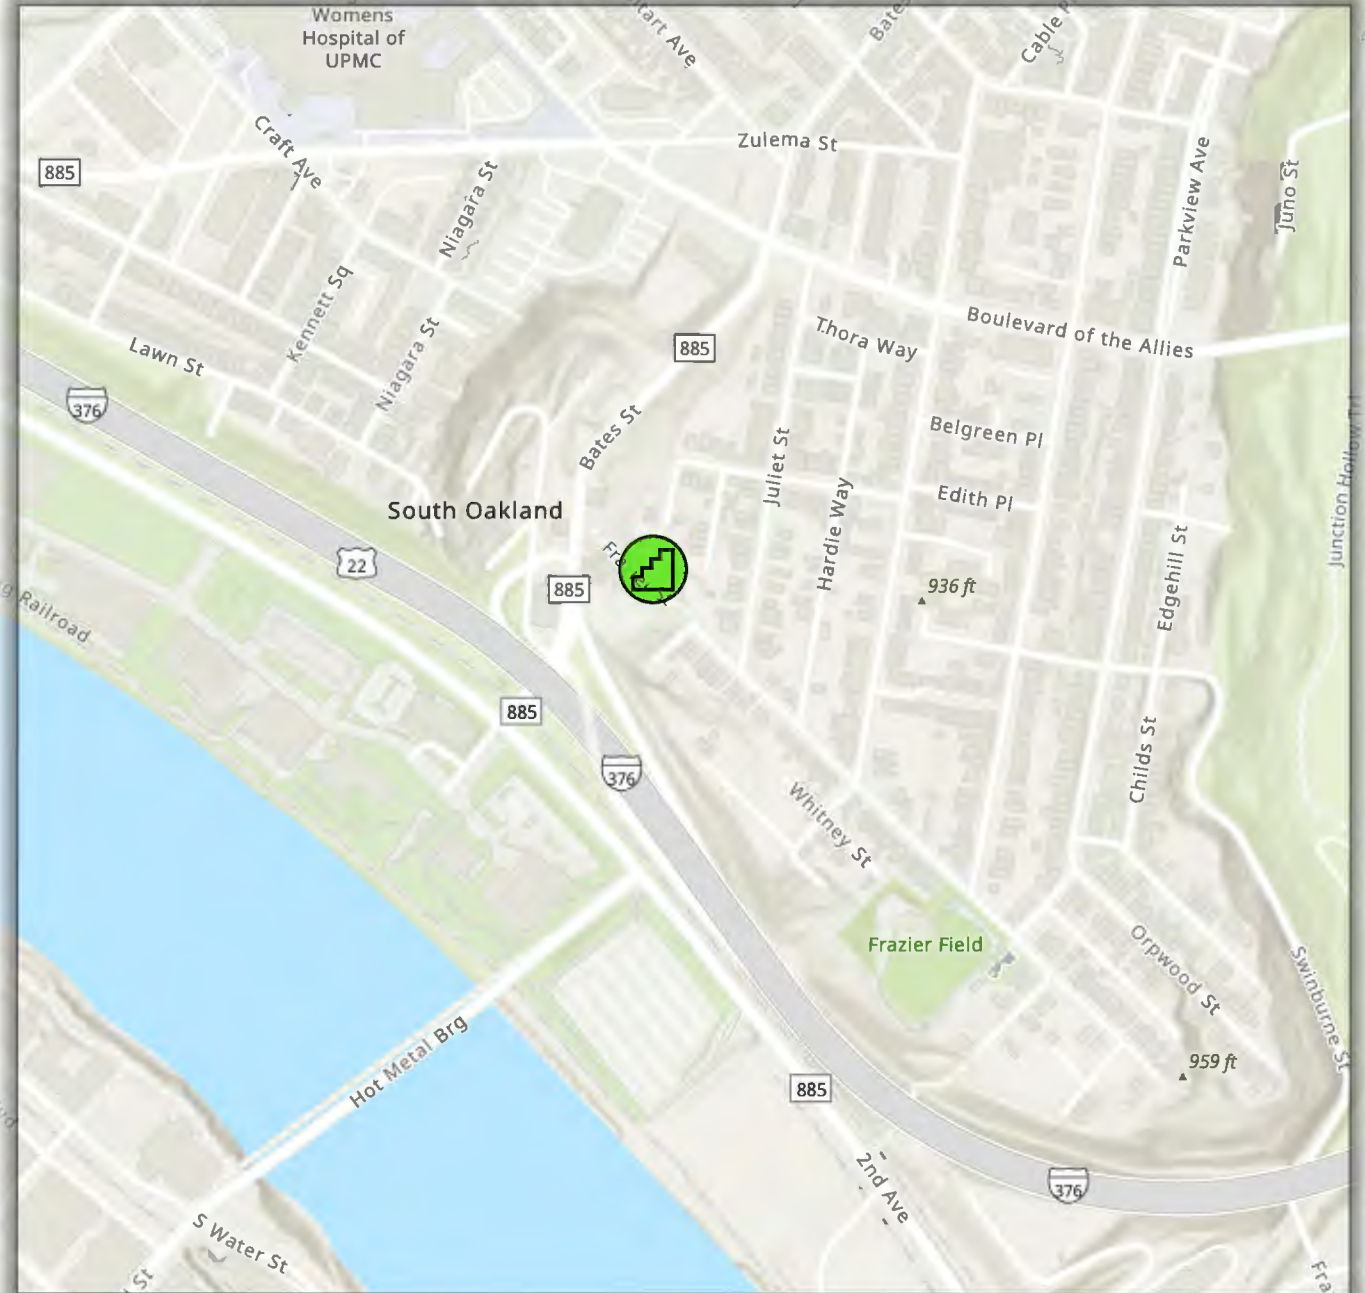 Womens
Hospital of
UPMC
Cable
Zulema St
Craft Ave
885
Niagara St
Parkview Ave
Juno St
Kennett Sq
Boulevard of the Allies
Thora Way
885
Lawn St
Niagara St
376
Bates St
Belgreen Pl
Juliet St
Edith Pl
Hardie Way
South Oakland
Junction Hollow Trl
22
885
936 ft
Edgehill St
Railroad
885
376
Childs St
Whitney St
Frazier Field
Orpwood St
Swinburne St
Hot Metal Brg
959 ft
885
2nd Ave
376
S Water St
St